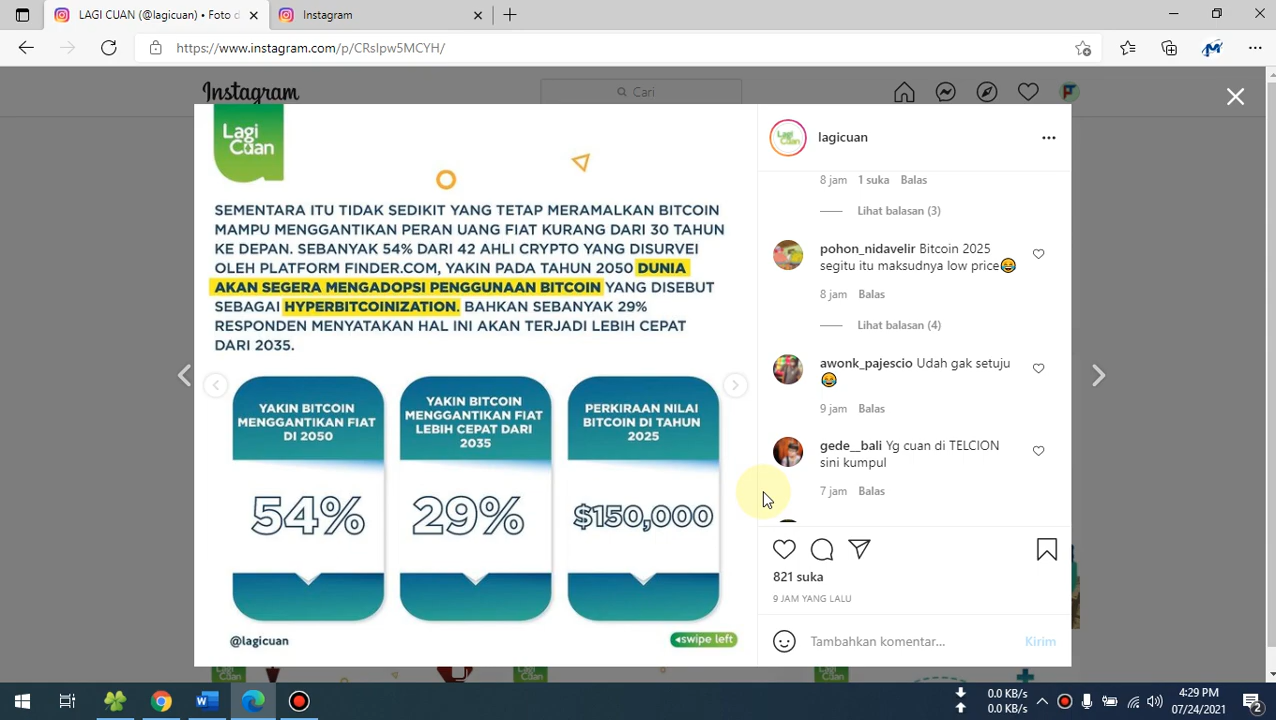 LAGI CUAN (@lagicuan) • Foto d
Instagram
https://www.instagram.com/p/CRsIpw5MCYH/
Instagram
Cari
Lagi
Cuan
SEMENTARA ITU TIDAK SEDIKIT YANG TETAP MERAMALKAN BITCOIN
MAMPU MENGGANTIKAN PERAN UANG FIAT KURANG DARI 30 TAHUN
KE DEPAN. SEBANYAK 54% DARI 42 AHLI CRYPTO YANG DISURVEI
OLEH PLATFORM FINDER.COM, YAKIN PADA TAHUN 2050 DUNIA
AKAN SEGERA MENGADOPSI PENGGUNAAN BITCOIN YANG DISEBUT
SEBAGAI HYPERBITCOINIZATION. BAHKAN SEBANYAK 29%
RESPONDEN MENYATAKAN HAL INI AKAN TERJADI LEBIH CEPAT
DARI 2035.
YAKIN BITCOIN
MENGGANTIKAN FIAT
DI 2050
54%
YAKIN BITCOIN
MENGGANTIKAN FIAT
LEBIH CEPAT DARI
2035
29%
PERKIRAAN NILAI
BITCOIN DI TAHUN
2025
$150,000
@lagicuan
swipe left
lagicuan
8 jam 1 suka Balas
Lihat balasan (3)
pohon_nidavelir Bitcoin 2025
segitu itu maksudnya low price😂
8 jam Balas
Lihat balasan (4)
awonk_pajescio Udah gak setuju
😂
9 jam Balas
gede__bali Yg cuan di TELCION
sini kumpul
7 jam Balas
821 suka
9 JAM YANG LALU
Tambahkan komentar...
Kirim
Lagi
Lagi
Lagi
0.0 KB/s
0.0 KB/s
4:29 PM
07/24/2021
2